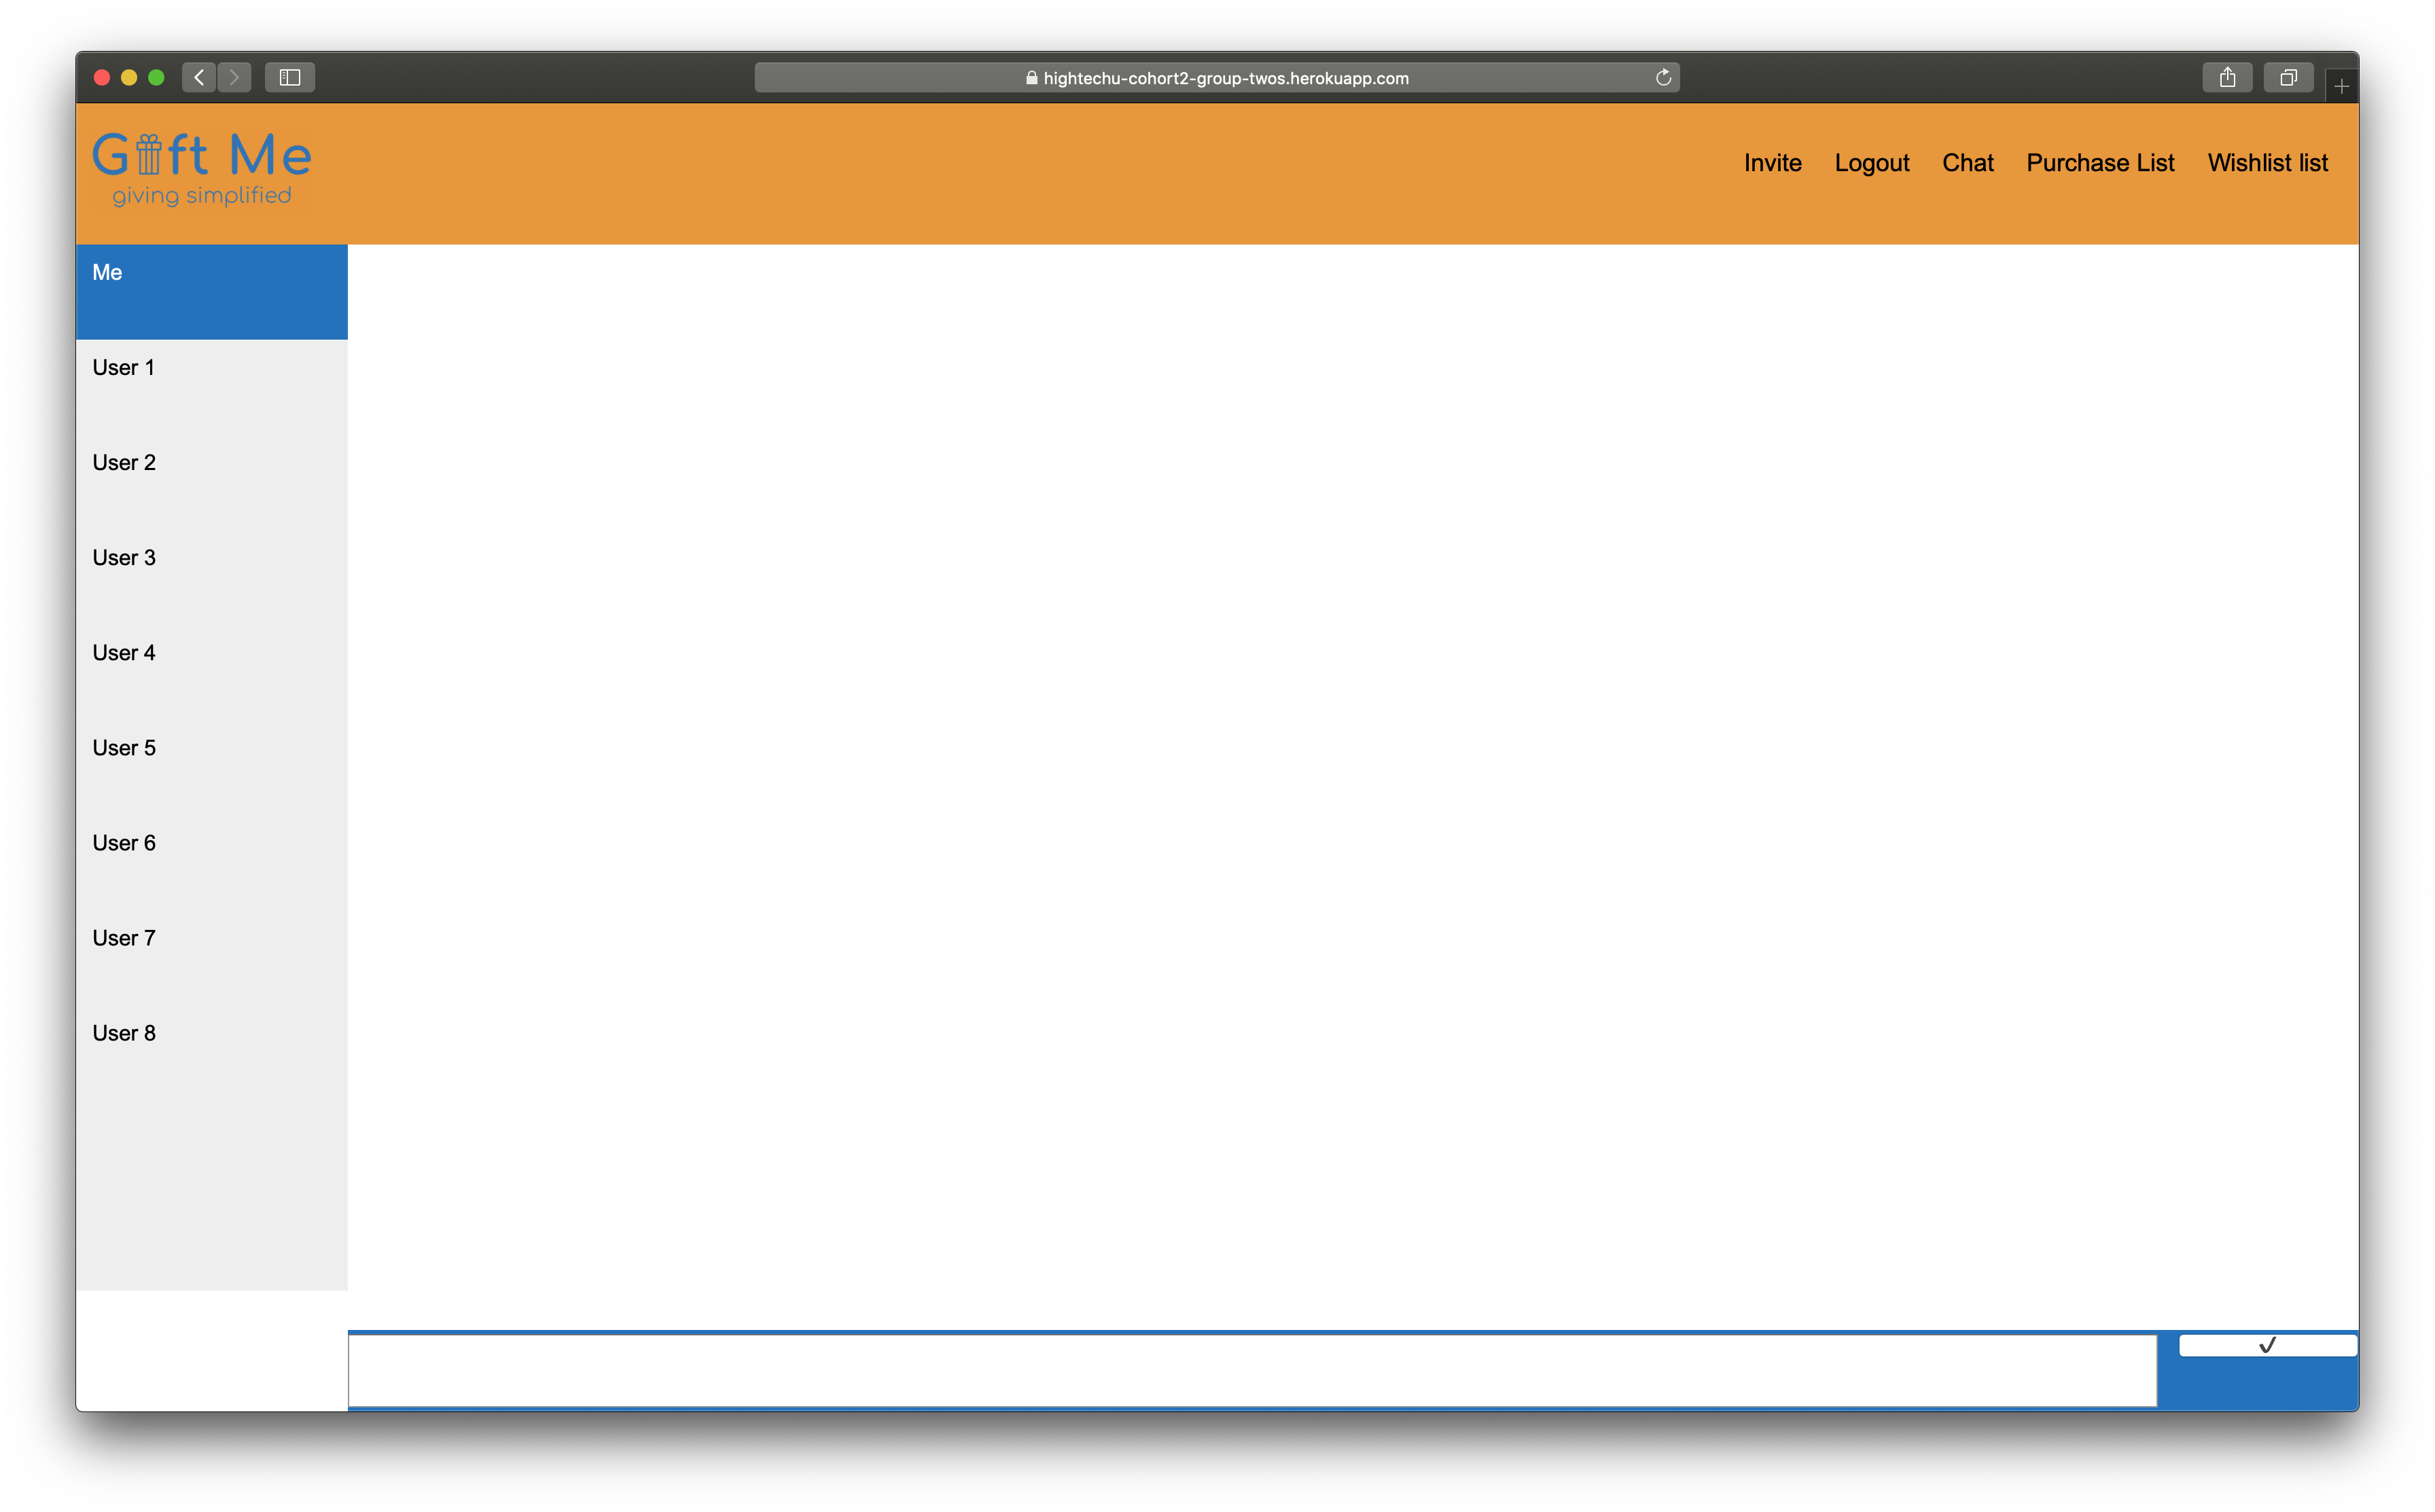 hightechu-cohort2-group-twos.herokuapp.com
Gift Me
giving simplified
Invite Logout Chat Purchase List Wishlist list
Me
User 1
User 2
User 3
User 4
User 5
User 6
User 7
User 8